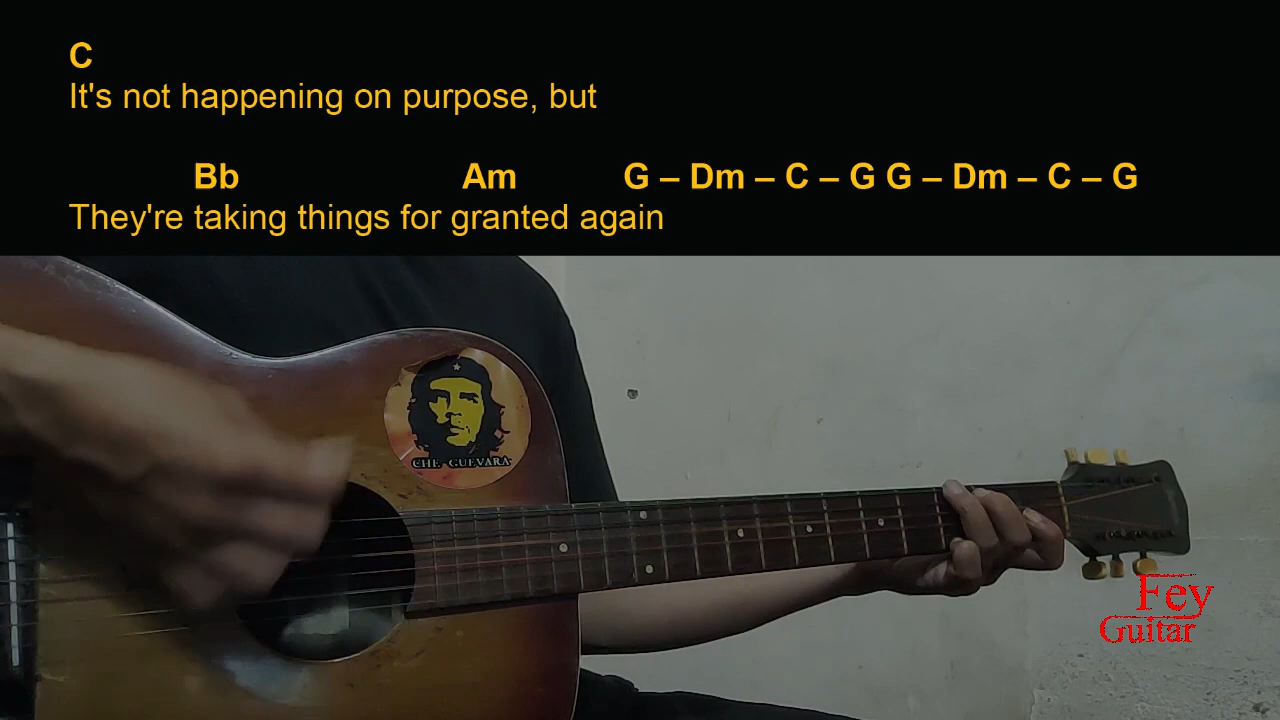 C
It's not happening on purpose, but
Bb Am G – Dm – C – G G – Dm – C – G
They're taking things for granted again
CHE GUEVARA
Fey
Guitar